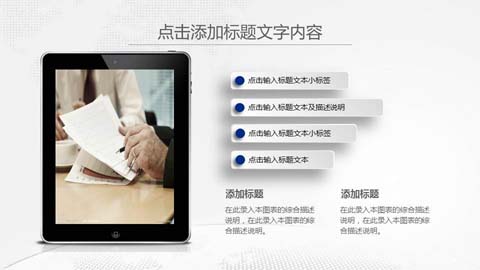 点击添加标题文字内容
点击输入标题文本小标签
点击输入标题文本及描述说明
点击输入标题文本小标签
点击输入标题文本
添加标题
在此录入本图表的综合描述
说明，在此录入本图表的综
合描述说明。
添加标题
在此录入本图表的综合描述
说明，在此录入本图表的综
合描述说明。